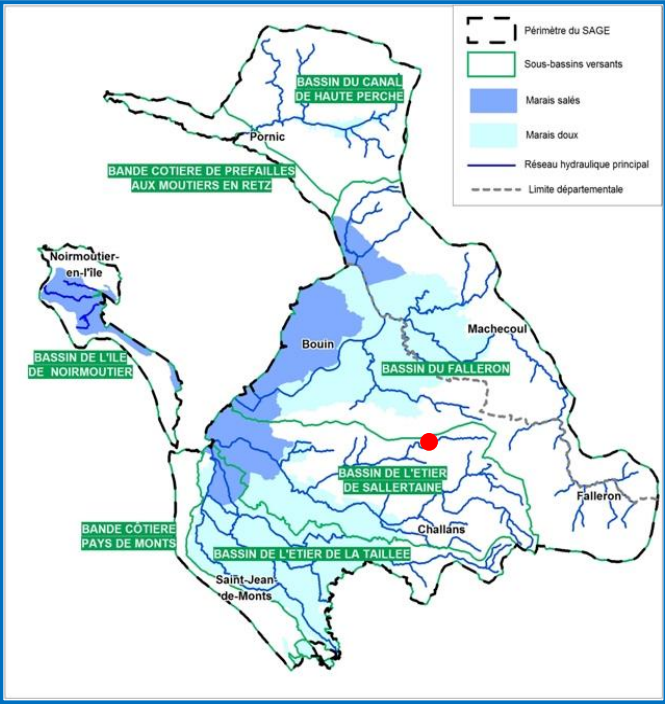 Périmètre du SAGE
Sous-bassins versants
Marais salés
Marais doux
Réseau hydraulique principal
Limite départementale
BASSIN DU CANAL
DE HAUTE PERCHE
Pornic
BANDE COTIERE DE PREFAILLES
AUX MOUTIERS EN RETZ
Noirmoutier-
en-l'île
BASSIN DE L'ILE
DE NOIRMOUTIER
Machecoul
Bouin
BASSIN DU FALLERON
BASSIN DE L'ETIER
DE SALLERTAINE
Falleron
Challans
BANDE CÔTIERE
PAYS DE MONTS
BASSIN DE L'ETIER DE LA TAILLEE
Saint-Jean-
de-Monts